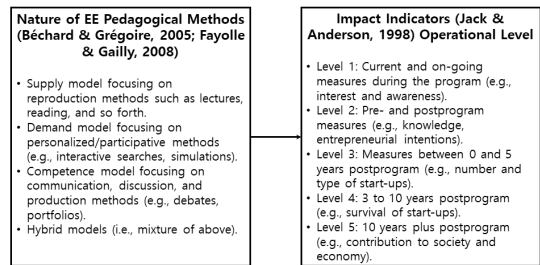 Nature of EE Pedagogical Methods
(Béchard & Grégoire, 2005; Fayolle
& Gailly, 2008)
• Supply model focusing on
reproduction methods such as lectures,
reading, and so forth.
• Demand model focusing on
personalized/participative methods
(e.g., interactive searches, simulations).
• Competence model focusing on
communication, discussion, and
production methods (e.g., debates,
portfolios).
• Hybrid models (i.e., mixture of above).
Impact Indicators (Jack &
Anderson, 1998) Operational Level
• Level 1: Current and on-going
measures during the program (e.g.,
interest and awareness).
• Level 2: Pre- and postprogram
measures (e.g., knowledge,
entrepreneurial intentions).
• Level 3: Measures between 0 and 5
years postprogram (e.g., number and
type of start-ups).
• Level 4: 3 to 10 years postprogram
(e.g., survival of start-ups).
• Level 5: 10 years plus postprogram
(e.g., contribution to society and
economy).